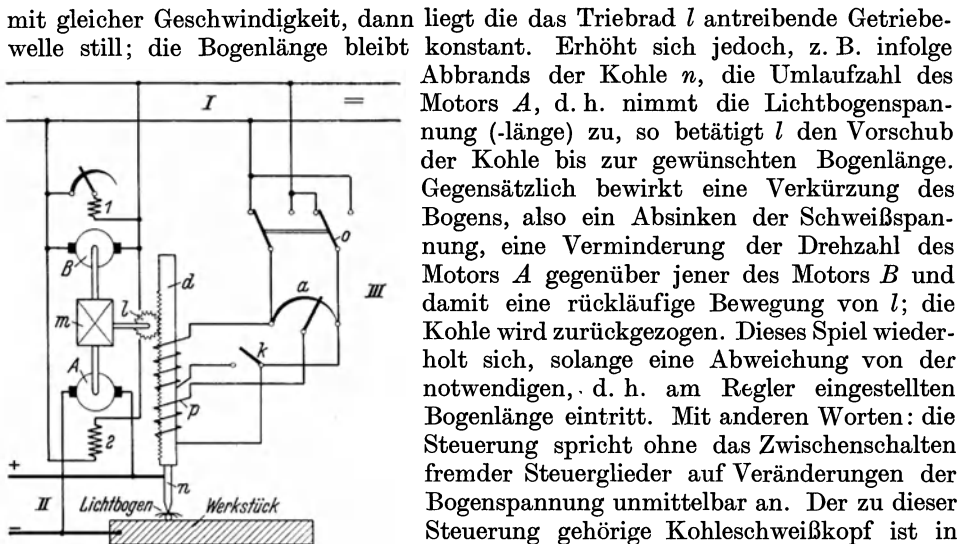 mit gleicher Geschwindigkeit, dann liegt die das Triebrad l antreibende Getriebe-
welle still; die Bogenlänge bleibt konstant. Erhöht sich jedoch, z. B. infolge
Abbrands der Kohle n, die Umlaufzahl des
Motors A, d. h. nimmt die Lichtbogenspan-
nung (-länge) zu, so betätigt l den Vorschub
der Kohle bis zur gewünschten Bogenlänge.
Gegensätzlich bewirkt eine Verkürzung des
Bogens, also ein Absinken der Schweißspan-
nung, eine Verminderung der Drehzahl des
Motors A gegenüber jener des Motors B und
damit eine rückläufige Bewegung von l; die
Kohle wird zurückgezogen. Dieses Spiel wieder-
holt sich, solange eine Abweichung von der
notwendigen, d. h. am Regler eingestellten
Bogenlänge eintritt. Mit anderen Worten: die
Steuerung spricht ohne das Zwischenschalten
fremder Steuerglieder auf Veränderungen der
Bogenspannung unmittelbar an. Der zu dieser
Steuerung gehörige Kohleschweißkopf ist in
I =
1
o
B
d
a
III
l
m
k
A
p
2
+
n
II
Lichtbogen
Werkstück
–